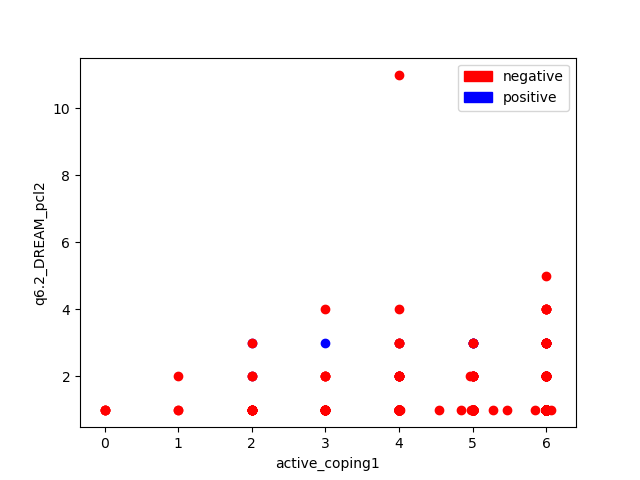 negative
positive
10
8
6
4
2
q6.2_DREAM_pcl2
0 1 2 3 4 5 6
active_coping1